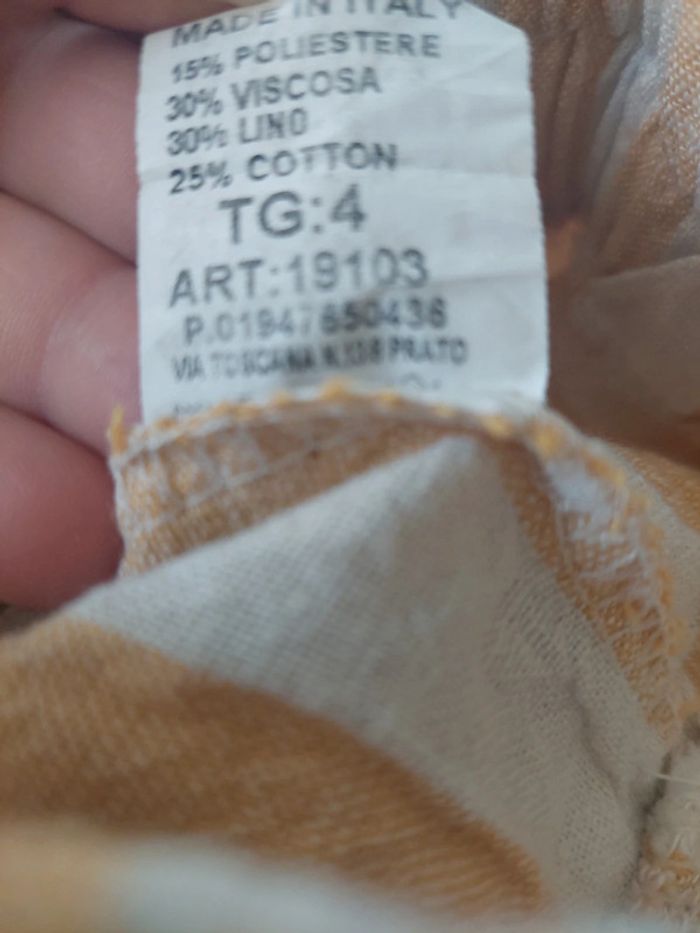 MADE IN ITALY
15% POLIESTERE
30% VISCOSA
30% LINO
25% COTTON
TG:4
ART:19103
P.01947650436
VIA TOSCANA PRATO